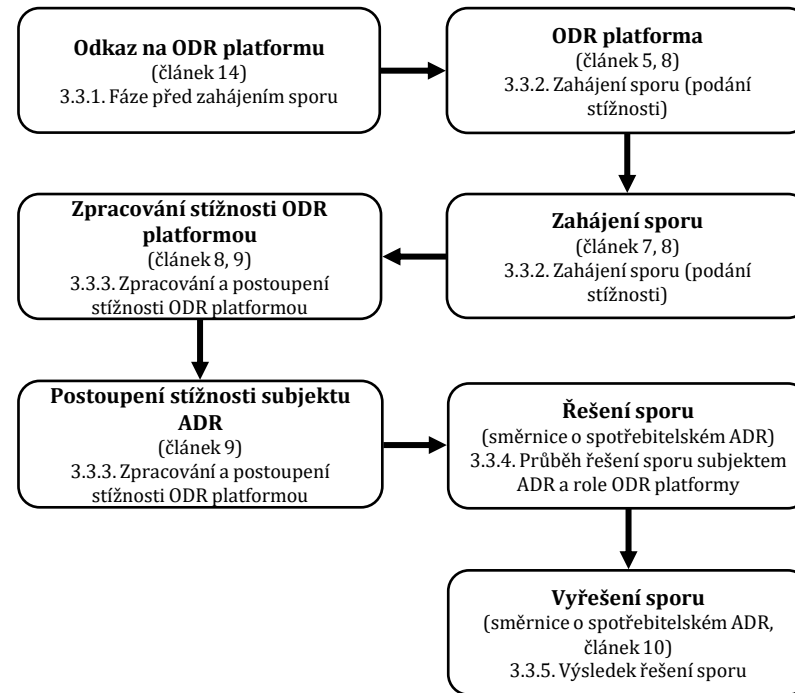 Odkaz na ODR platformu
(článek 14)
3.3.1. Fáze před zahájením sporu
ODR platforma
(článek 5, 8)
3.3.2. Zahájení sporu (podání
stížnosti)
Zahájení sporu
(článek 7, 8)
3.3.2. Zahájení sporu (podání
stížnosti)
Zpracování stížnosti ODR
platformou
(článek 8, 9)
3.3.3. Zpracování a postoupení
stížnosti ODR platformou
Postoupení stížnosti subjektu
ADR
(článek 9)
3.3.3. Zpracování a postoupení
stížnosti ODR platformou
Řešení sporu
(směrnice o spotřebitelském ADR)
3.3.4. Průběh řešení sporu subjektem
ADR a role ODR platformy
Vyřešení sporu
(směrnice o spotřebitelském ADR,
článek 10)
3.3.5. Výsledek řešení sporu